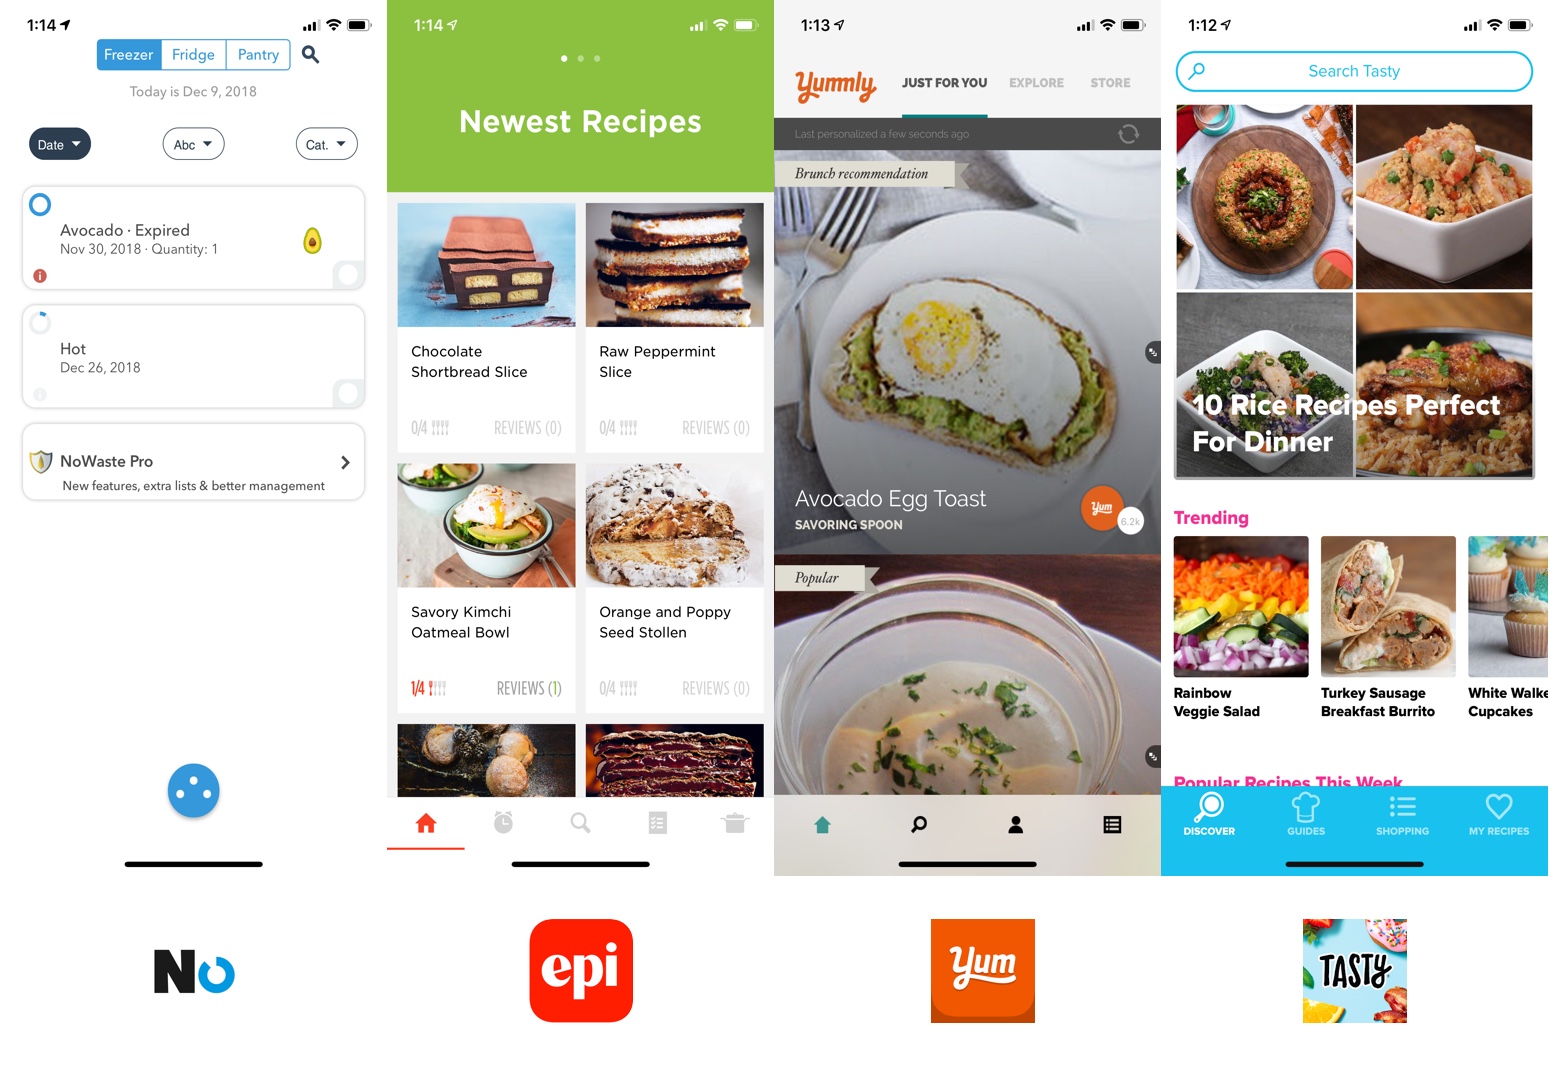 1:14
Freezer
Fridge
Pantry
Today is Dec 9, 2018
Date
Abc
Cat.
Avocado · Expired
Nov 30, 2018 · Quantity: 1
Hot
Dec 26, 2018
NoWaste Pro
New features, extra lists & better management
No
1:14
Newest Recipes
Chocolate
Shortbread Slice
0/4
REVIEWS (0)
Raw Peppermint
Slice
0/4
REVIEWS (0)
Savory Kimchi
Oatmeal Bowl
1/4
REVIEWS (1)
Orange and Poppy
Seed Stollen
0/4
REVIEWS (0)
epi
1:13
Yummly
JUST FOR YOU
EXPLORE
STORE
Last personalized a few seconds ago
Brunch recommendation
Avocado Egg Toast
SAVORING SPOON
Yum
6.2k
Popular
Yum
1:12
Search Tasty
10 Rice Recipes Perfect
For Dinner
Trending
Rainbow
Veggie Salad
Turkey Sausage
Breakfast Burrito
White Walke
Cupcakes
Popular Recipes This Week
DISCOVER
GUIDES
SHOPPING
MY RECIPES
TASTY